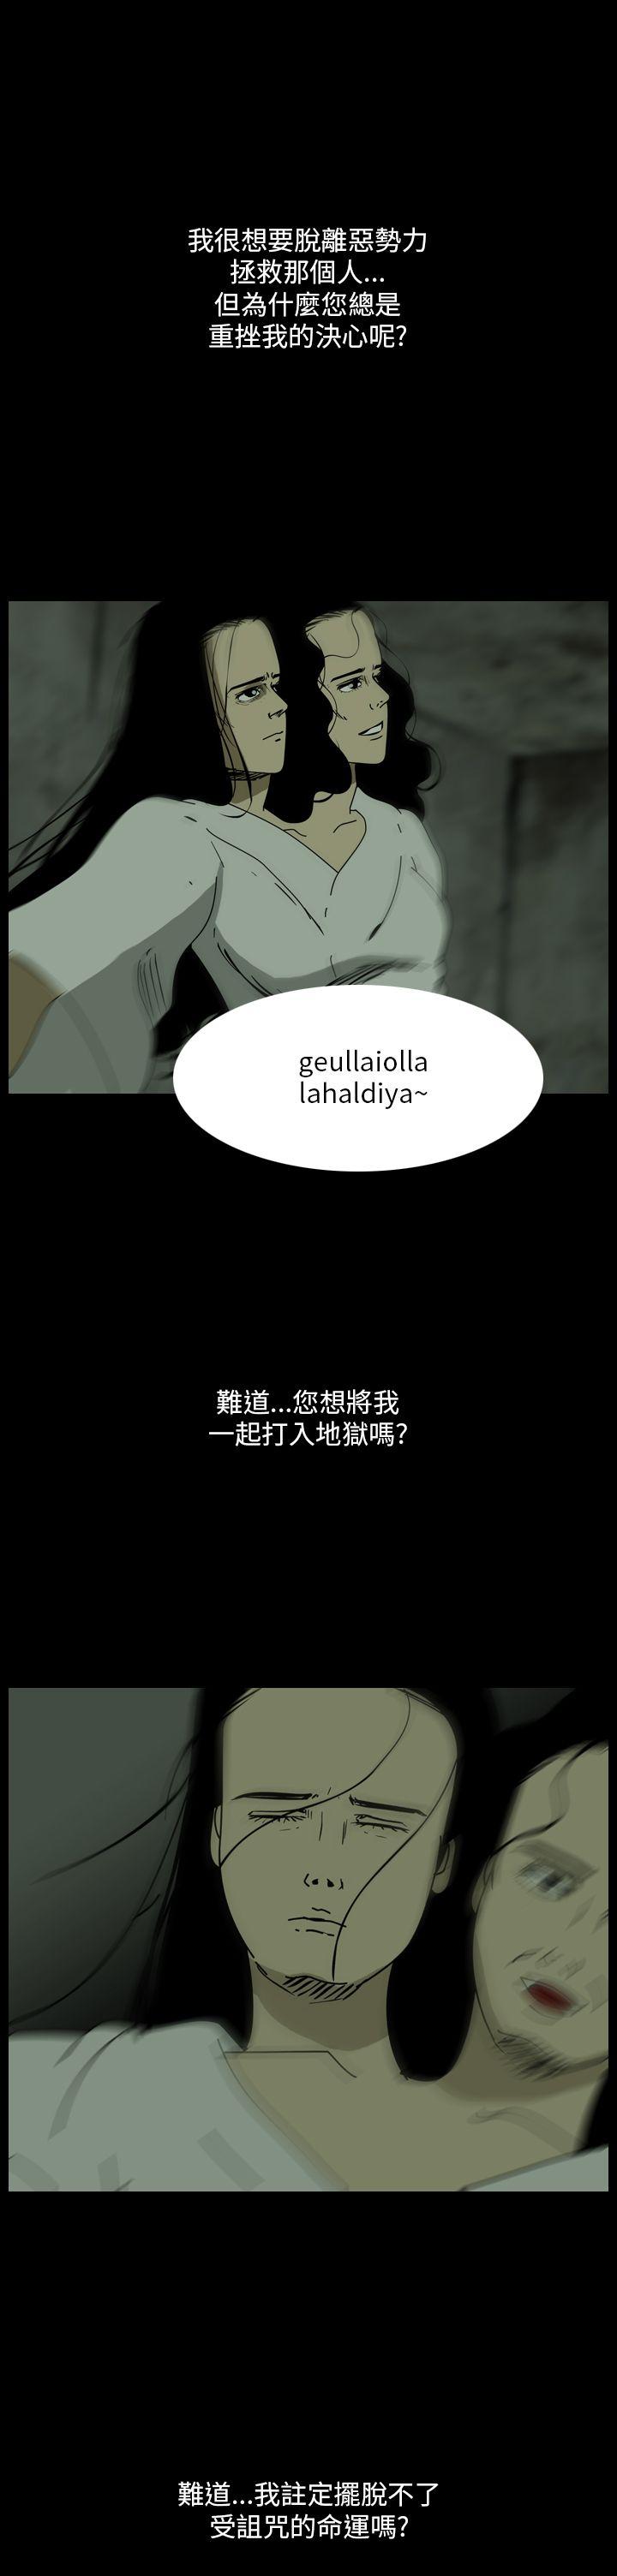 我很想要脫離惡勢力
拯救那個人...
但為什麼您總是
重挫我的決心呢?
geullaiolla
lahaldiya~
難道...您想將我
一起打入地獄嗎?
難道...我註定擺脫不了
受詛咒的命運嗎?